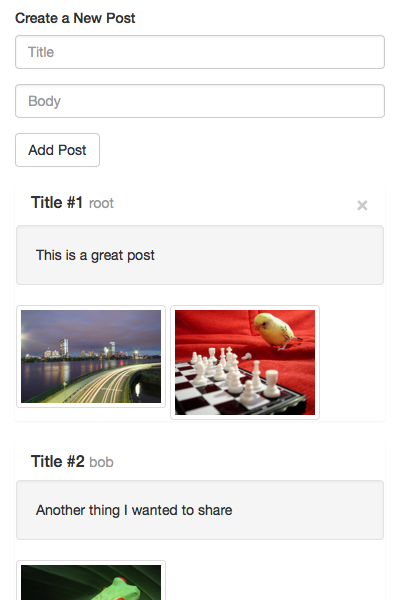 Create a New Post
Title
Body
Add Post
Title #1 root ×
This is a great post
Title #2 bob
Another thing I wanted to share